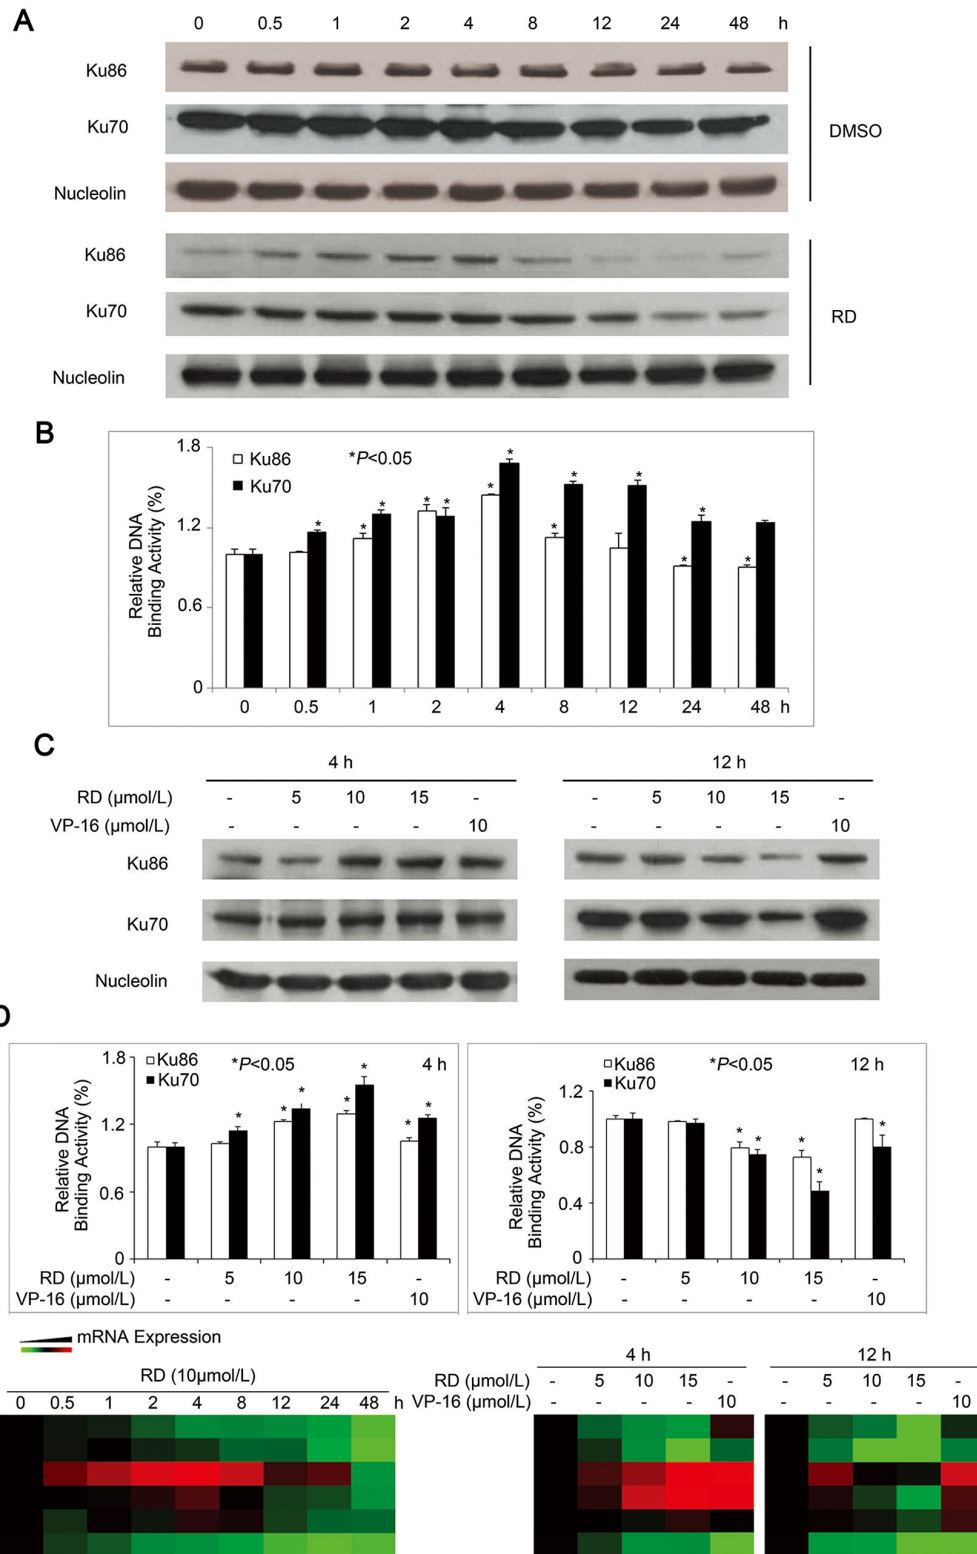 A
0 0.5 1 2 4 8 12 24 48 h
Ku86
Ku70
DMSO
Nucleolin
Ku86
Ku70
RD
Nucleolin
B
1.8
Ku86
*P<0.05
Ku70
Relative DNA
Binding Activity (%)
1.2
0.6
0
0 0.5 1 2 4 8 12 24 48 h
C
4 h 12 h
RD (µmol/L) - 5 10 15 - - 5 10 15 -
VP-16 (µmol/L) - - - - 10 - - - - 10
Ku86
Ku70
Nucleolin
1.8
Ku86
*P<0.05
4 h
Ku70
Relative DNA
Binding Activity (%)
1.2
0.6
0
RD (µmol/L) - 5 10 15 -
VP-16 (µmol/L) - - - - 10
Ku86
*P<0.05
12 h
Ku70
Relative DNA
Binding Activity (%)
1.2
0.8
0.4
0
- 5 10 15 -
- - - - 10
mRNA Expression
RD (10µmol/L)
0 0.5 1 2 4 8 12 24 48 h
4 h 12 h
RD (µmol/L) - 5 10 15 - - 5 10 15 -
VP-16 (µmol/L) - - - - 10 - - - - 10